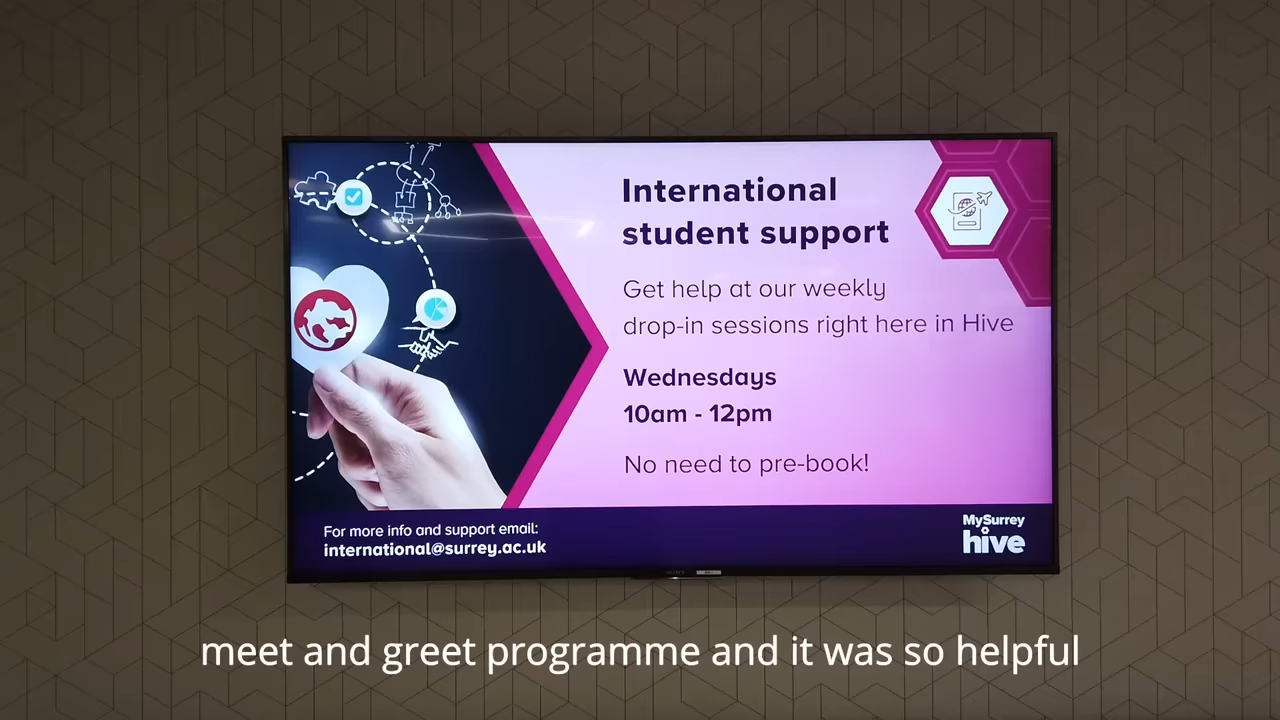 International
student support
Get help at our weekly
drop-in sessions right here in Hive
Wednesdays
10am - 12pm
No need to pre-book!
For more info and support email:
international@surrey.ac.uk
MySurrey
hive
meet and greet programme and it was so helpful